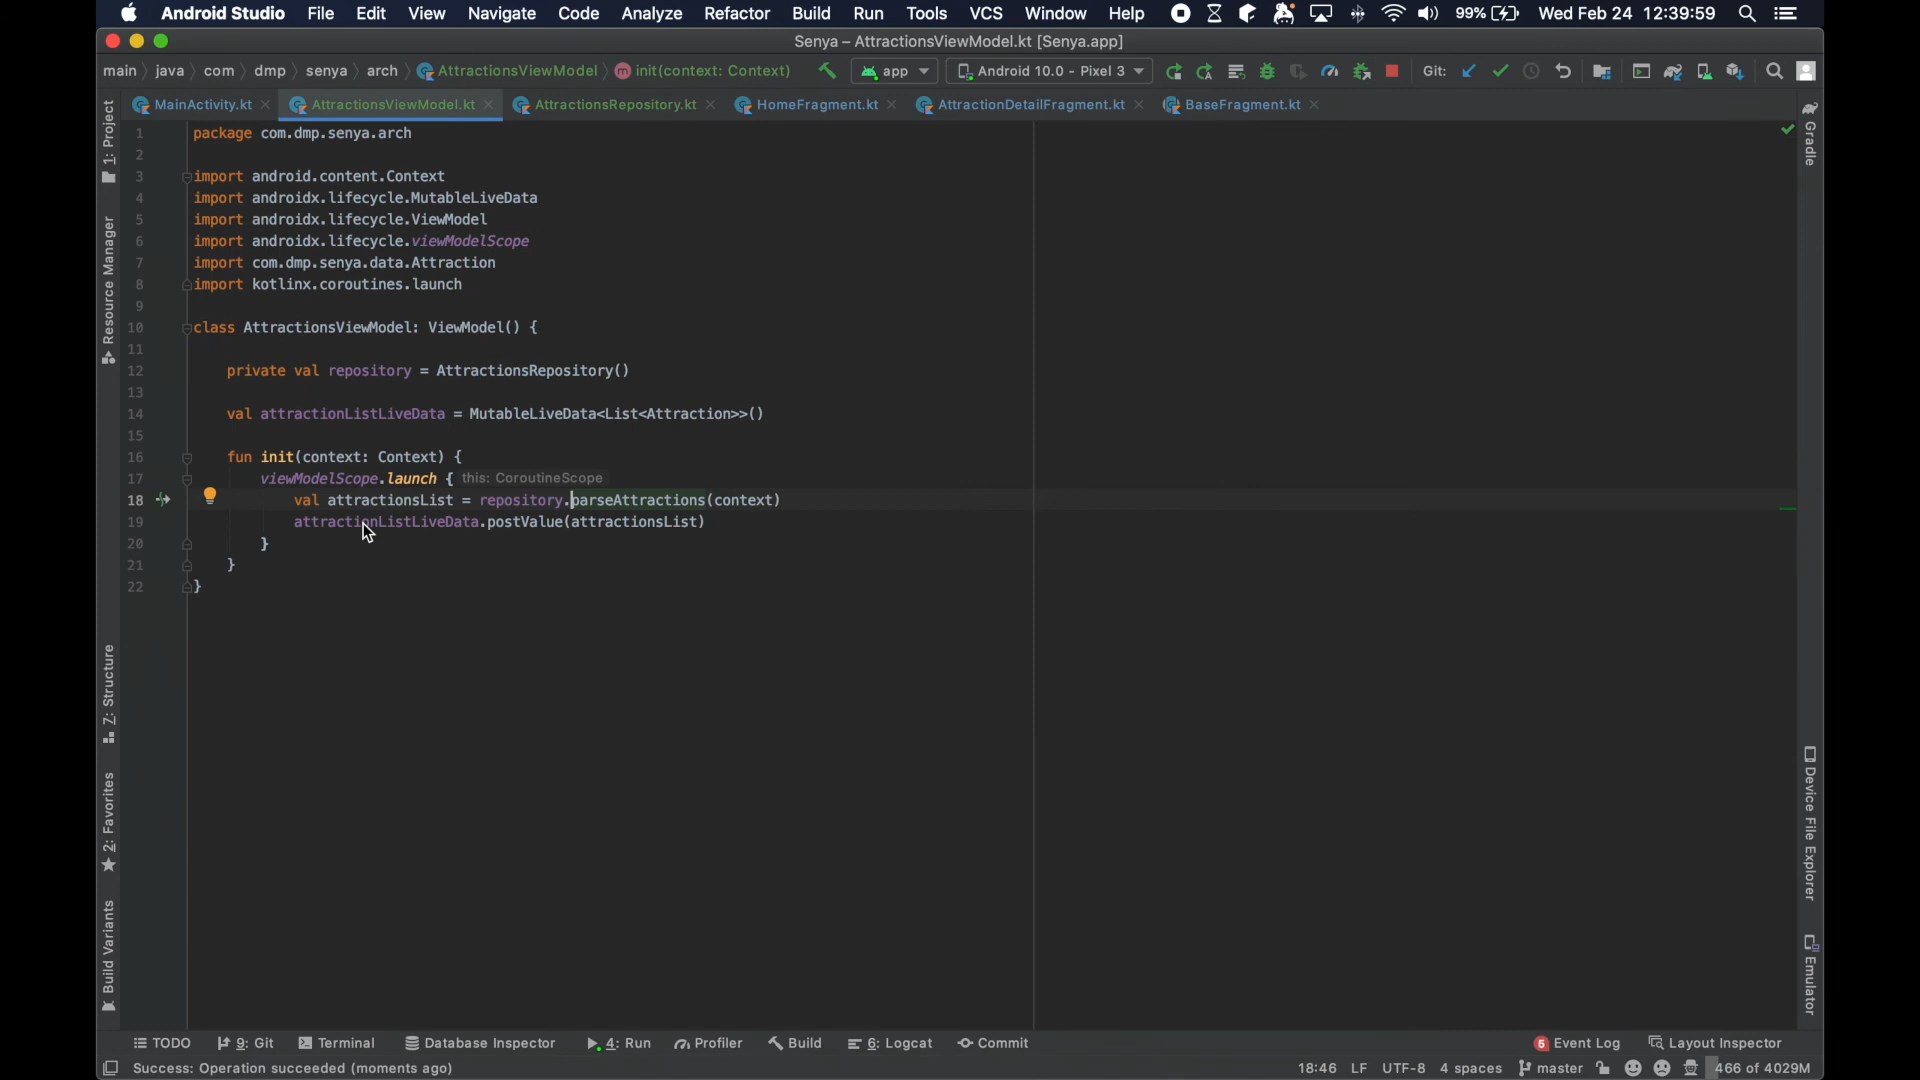 Android Studio File Edit View Navigate Code Analyze Refactor Build Run Tools VCS Window Help 99% Wed Feb 24 12:39:59
Senya – AttractionsViewModel.kt [Senya.app]
main java com dmp senya arch AttractionsViewModel init(context: Context) app Android 10.0 - Pixel 3 Git:
MainActivity.kt AttractionsViewModel.kt AttractionsRepository.kt HomeFragment.kt AttractionDetailFragment.kt BaseFragment.kt
1: Project
Resource Manager
Z: Structure
2: Favorites
Build Variants
1 package com.dmp.senya.arch
2
3 import android.content.Context
4 import androidx.lifecycle.MutableLiveData
5 import androidx.lifecycle.ViewModel
6 import androidx.lifecycle.viewModelScope
7 import com.dmp.senya.data.Attraction
8 import kotlinx.coroutines.launch
9
10 class AttractionsViewModel: ViewModel() {
11
12 private val repository = AttractionsRepository()
13
14 val attractionListLiveData = MutableLiveData<List<Attraction>>()
15
16 fun init(context: Context) {
17 viewModelScope.launch { this: CoroutineScope
18 val attractionsList = repository.parseAttractions(context)
19 attractionListLiveData.postValue(attractionsList)
20 }
21 }
22 }
Gradle
Device File Explorer
Emulator
TODO 9: Git Terminal Database Inspector 4: Run Profiler Build 6: Logcat Commit 5 Event Log Layout Inspector
Success: Operation succeeded (moments ago) 18:46 LF UTF-8 4 spaces master 466 of 4029M